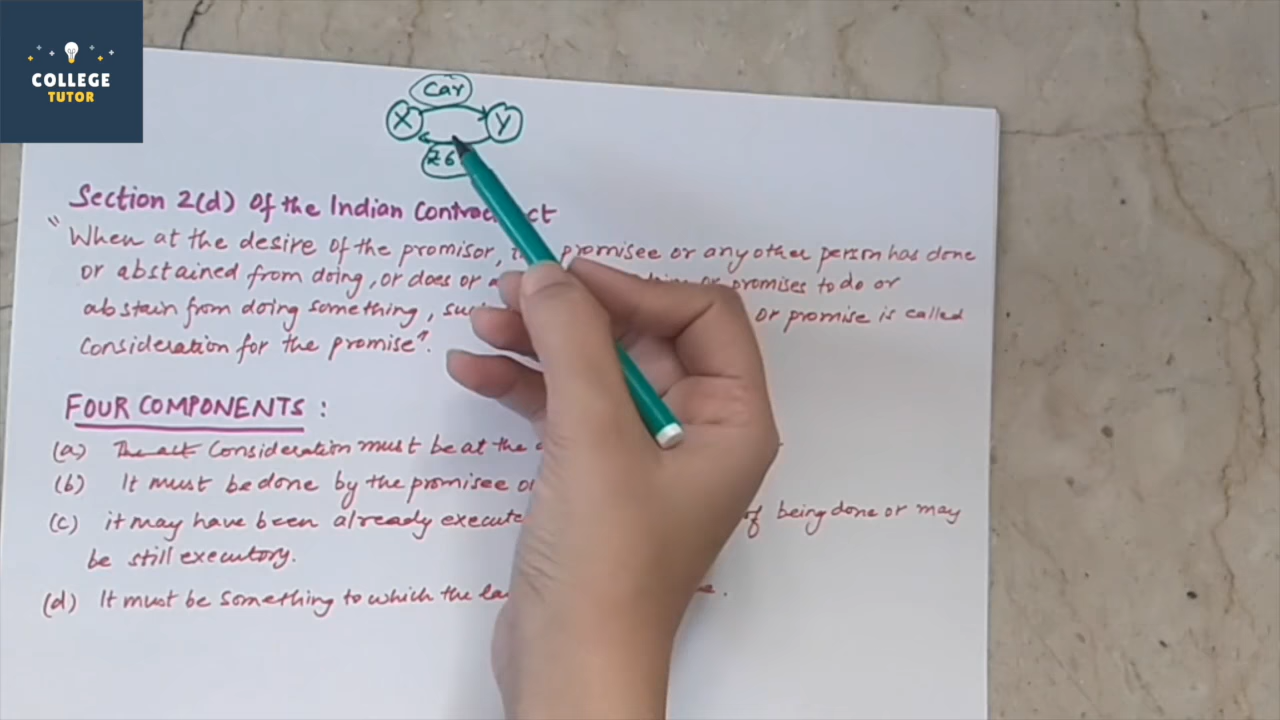 COLLEGE
TUTOR
Car
X Y
₹6
Section 2(d) Of the Indian Contract
"When at the desire of the promisor, promisee or any other person has done
or abstained from doing, or does or or promises to do or
abstain from doing something, or promise is called
Consideration for the promise".
FOUR COMPONENTS :
(a) The act Consideration must be at the
(b) It must be done by the promisee
(c) it may have been already of being done or may
be still executory.
(d) It must be something to which the